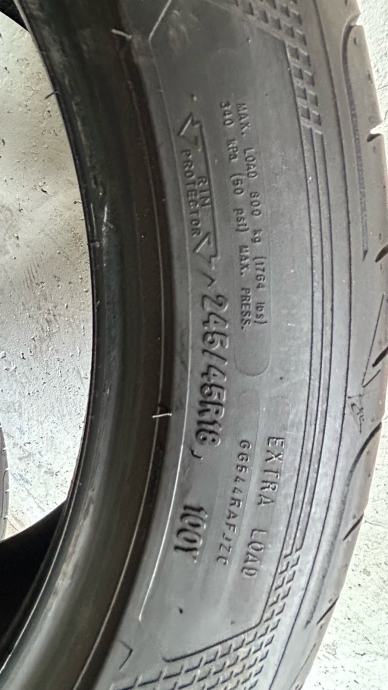 MAX. LOAD 800 kg (1764 lbs)
340 kPa (50 psi) MAX. PRESS.
RIM
PROTECTOR
245/45R18
100Y
EXTRA LOAD